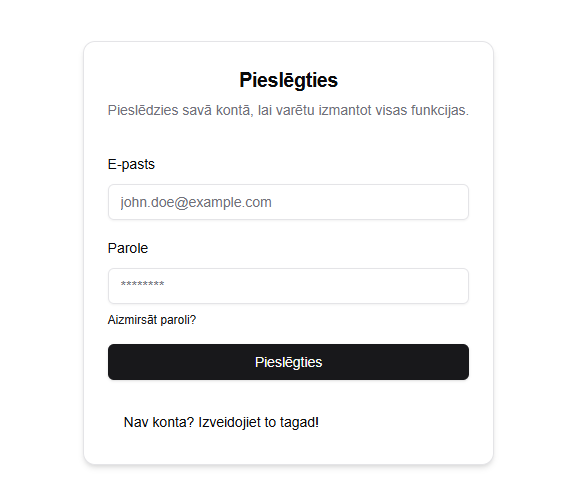 Pieslēgties
Pieslēdzies savā kontā, lai varētu izmantot visas funkcijas.
E-pasts
john.doe@example.com
Parole
********
Aizmirsāt paroli?
Pieslēgties
Nav konta? Izveidojiet to tagad!